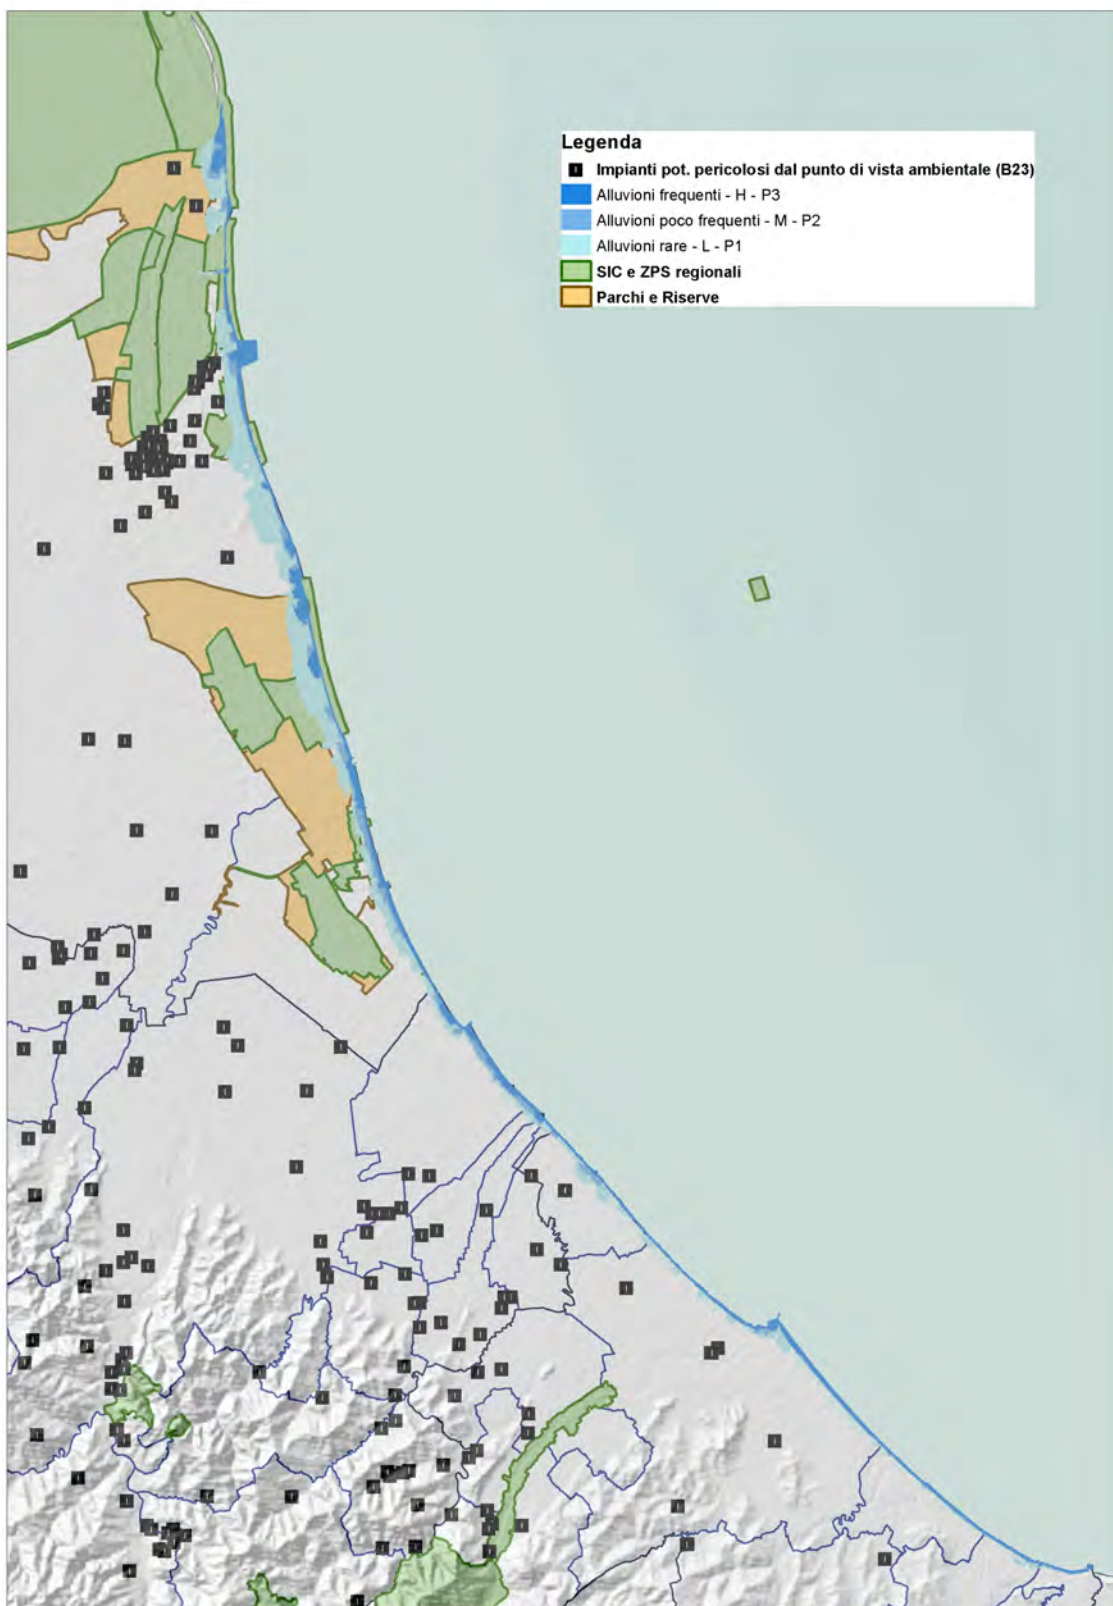 Legenda
Impianti pot. pericolosi dal punto di vista ambientale (B23)
Alluvioni frequenti - H - P3
Alluvioni poco frequenti - M - P2
Alluvioni rare - L - P1
SIC e ZPS regionali
Parchi e Riserve